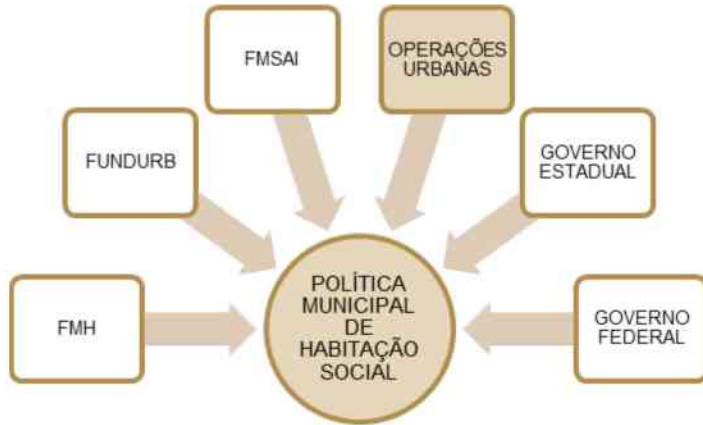 FMSAI
OPERAÇÕES
URBANAS
FUNDURB
GOVERNO
ESTADUAL
FMH
POLÍTICA
MUNICIPAL
DE
HABITAÇÃO
SOCIAL
GOVERNO
FEDERAL